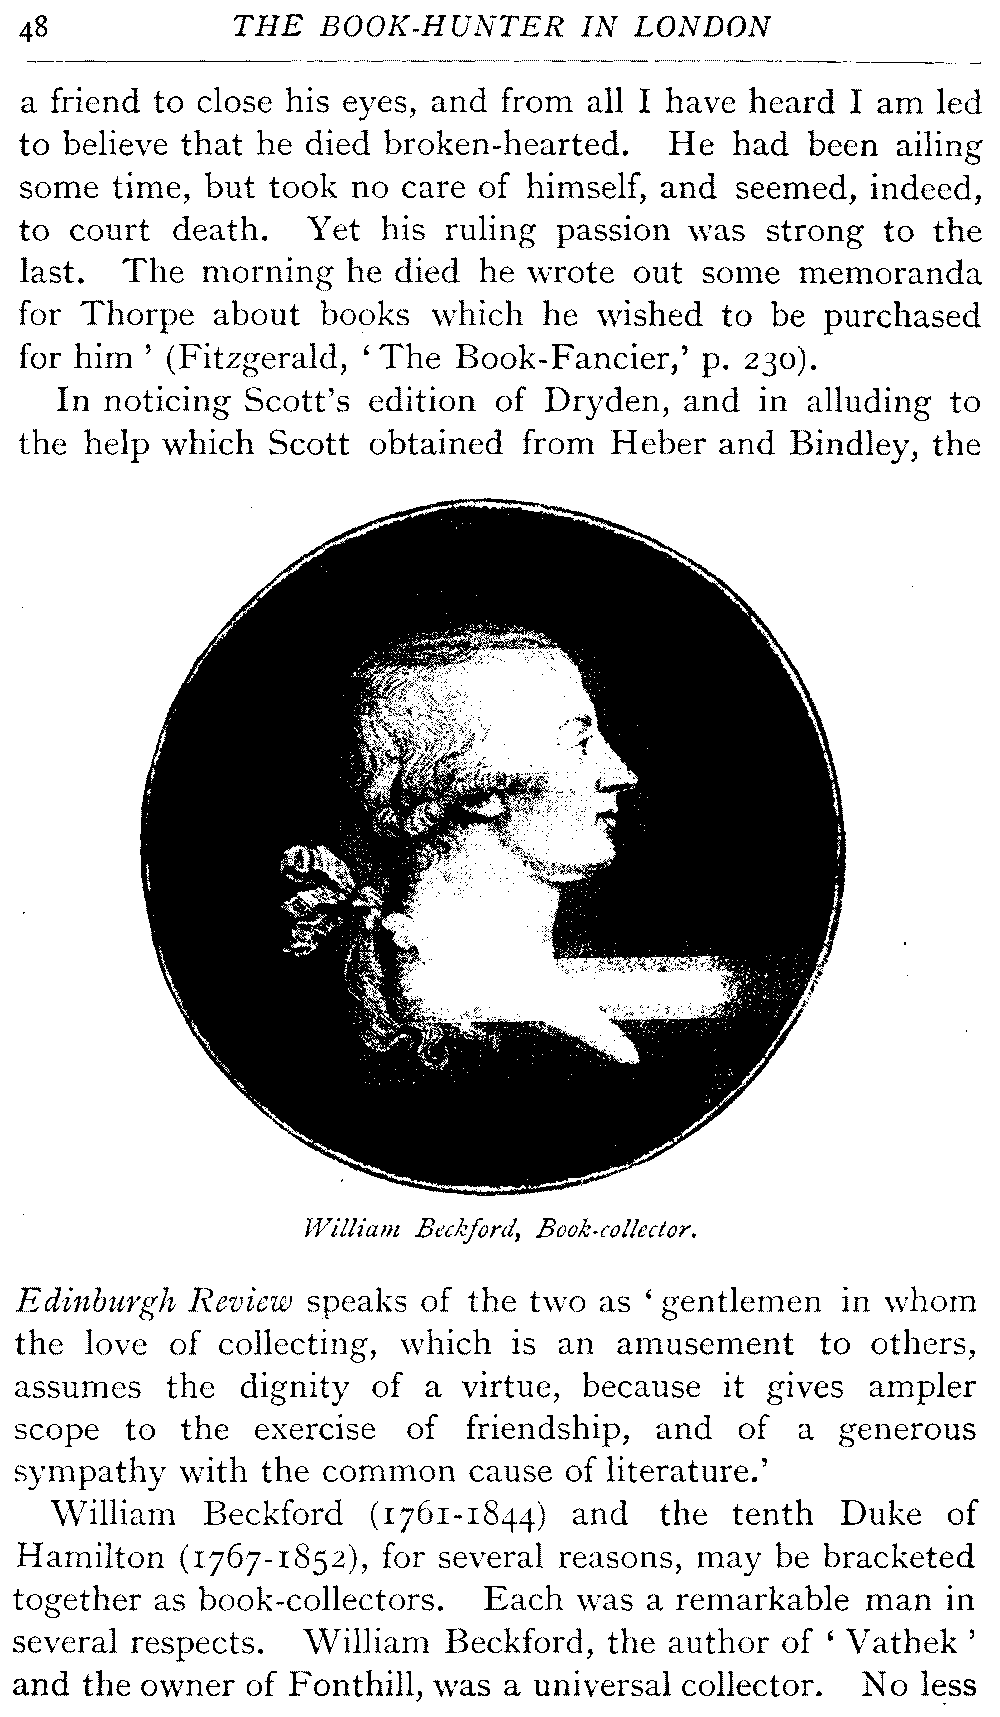 48 THE BOOK-HUNTER IN LONDON
a friend to close his eyes, and from all I have heard I am led
to believe that he died broken-hearted. He had been ailing
some time, but took no care of himself, and seemed, indeed,
to court death. Yet his ruling passion was strong to the
last. The morning he died he wrote out some memoranda
for Thorpe about books which he wished to be purchased
for him ’ (Fitzgerald, ‘ The Book-Fancier,’ p. 230).
In noticing Scott’s edition of Dryden, and in alluding to
the help which Scott obtained from Heber and Bindley, the
William Beckford, Book-collector.
Edinburgh Review speaks of the two as ‘ gentlemen in whom
the love of collecting, which is an amusement to others,
assumes the dignity of a virtue, because it gives ampler
scope to the exercise of friendship, and of a generous
sympathy with the common cause of literature.’
William Beckford (1761-1844) and the tenth Duke of
Hamilton (1767-1852), for several reasons, may be bracketed
together as book-collectors. Each was a remarkable man in
several respects. William Beckford, the author of ‘ Vathek ’
and the owner of Fonthill, was a universal collector. No less